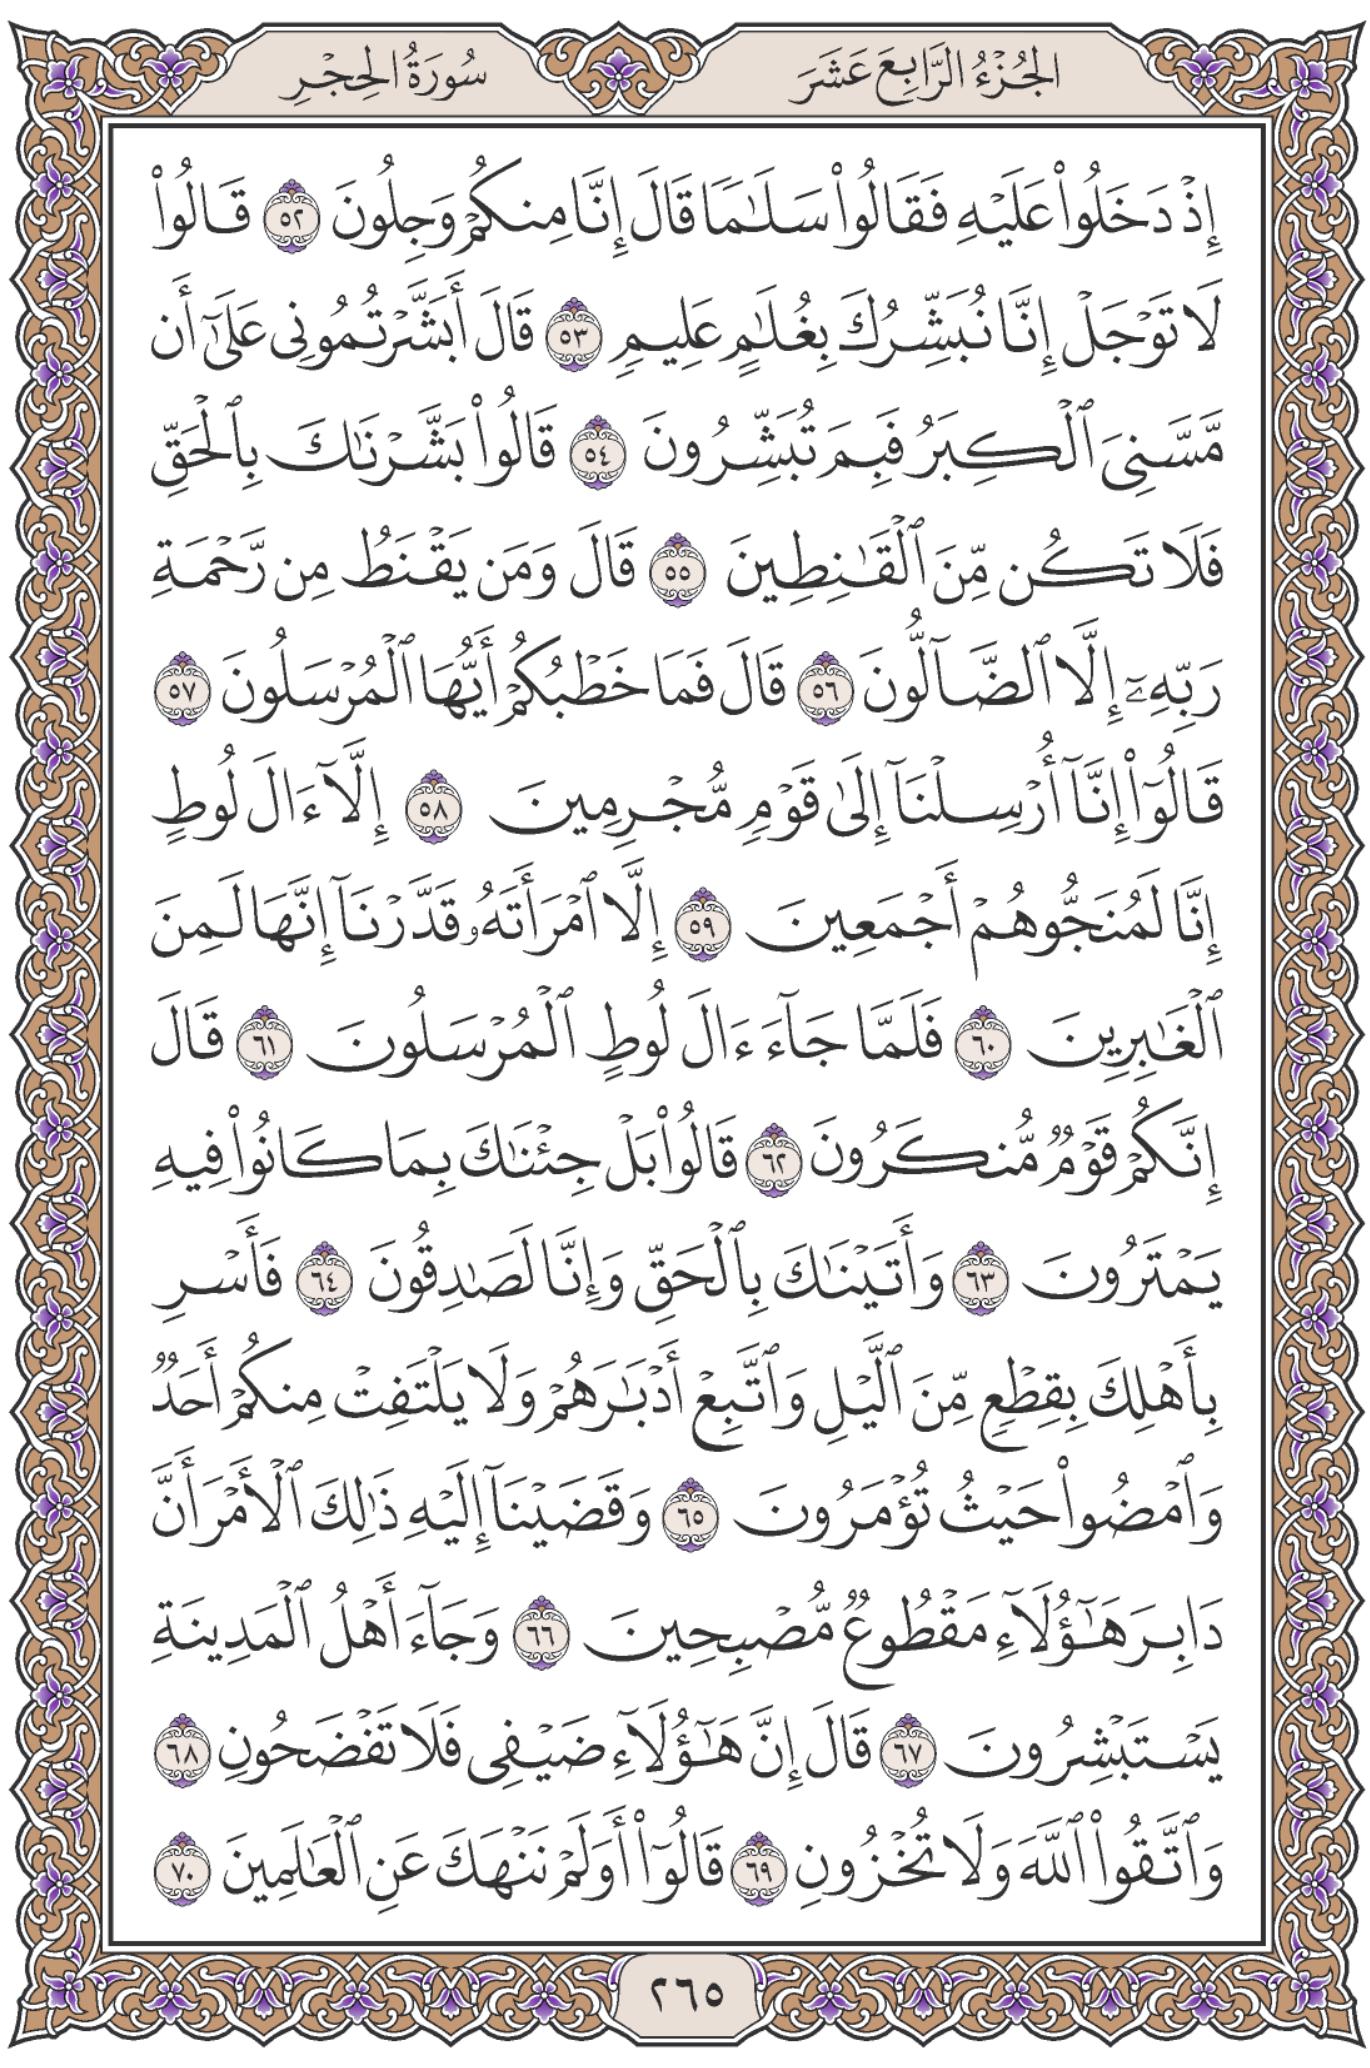 الجُزْءُ الرَّابِعَ عَشَرَ
سُورَةُ الحِجْرِ
إِذْ دَخَلُواْ عَلَيْهِ فَقَالُواْ سَلَٰمًا قَالَ إِنَّا مِنكُمْ وَجِلُونَ ٥٢ قَالُواْ
لَا تَوْجَلْ إِنَّا نُبَشِّرُكَ بِغُلَٰمٍ عَلِيمٍ ٥٣ قَالَ أَبَشَّرْتُمُونِي عَلَىٰٓ أَن
مَّسَّنِيَ ٱلْكِبَرُ فَبِمَ تُبَشِّرُونَ ٥٤ قَالُواْ بَشَّرْنَٰكَ بِٱلْحَقِّ
فَلَا تَكُن مِّنَ ٱلْقَٰنِطِينَ ٥٥ قَالَ وَمَن يَقْنَطُ مِن رَّحْمَةِ
رَبِّهِۦٓ إِلَّا ٱلضَّآلُّونَ ٥٦ قَالَ فَمَا خَطْبُكُمْ أَيُّهَا ٱلْمُرْسَلُونَ ٥٧
قَالُوٓاْ إِنَّآ أُرْسِلْنَآ إِلَىٰ قَوْمٍ مُّجْرِمِينَ ٥٨ إِلَّآ ءَالَ لُوطٍ
إِنَّا لَمُنَجُّوهُمْ أَجْمَعِينَ ٥٩ إِلَّا ٱمْرَأَتَهُۥ قَدَّرْنَآ إِنَّهَا لَمِنَ
ٱلْغَٰبِرِينَ ٦٠ فَلَمَّا جَآءَ ءَالَ لُوطٍ ٱلْمُرْسَلُونَ ٦١ قَالَ
إِنَّكُمْ قَوْمٌ مُّنكَرُونَ ٦٢ قَالُواْ بَلْ جِئْنَٰكَ بِمَا كَانُواْ فِيهِ
يَمْتَرُونَ ٦٣ وَأَتَيْنَٰكَ بِٱلْحَقِّ وَإِنَّا لَصَٰدِقُونَ ٦٤ فَأَسْرِ
بِأَهْلِكَ بِقِطْعٍ مِّنَ ٱلَّيْلِ وَٱتَّبِعْ أَدْبَٰرَهُمْ وَلَا يَلْتَفِتْ مِنكُمْ أَحَدٌ
وَٱمْضُواْ حَيْثُ تُؤْمَرُونَ ٦٥ وَقَضَيْنَآ إِلَيْهِ ذَٰلِكَ ٱلْأَمْرَ أَنَّ
دَابِرَ هَٰٓؤُلَآءِ مَقْطُوعٌ مُّصْبِحِينَ ٦٦ وَجَآءَ أَهْلُ ٱلْمَدِينَةِ
يَسْتَبْشِرُونَ ٦٧ قَالَ إِنَّ هَٰٓؤُلَآءِ ضَيْفِي فَلَا تَفْضَحُونِ ٦٨
وَٱتَّقُواْ ٱللَّهَ وَلَا تُخْزُونِ ٦٩ قَالُوٓاْ أَوَلَمْ نَنْهَكَ عَنِ ٱلْعَٰلَمِينَ ٧٠
٢٦٥